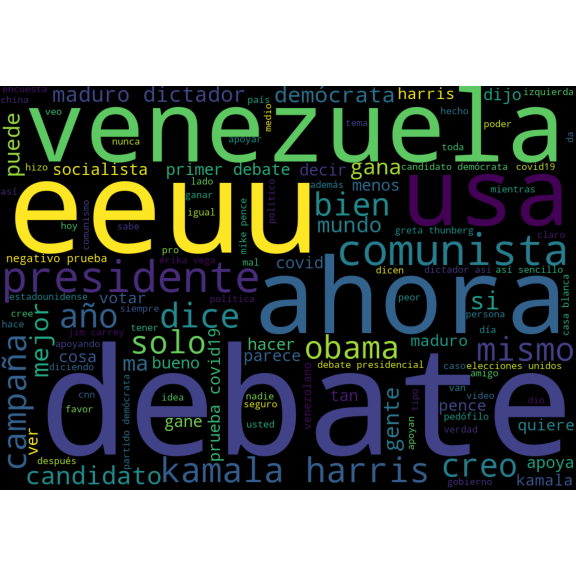 encuesta
china
maduro dictador
país
demócrata
harris
dijo
izquierda
veo
venezuela
nunca
apoyar
medio
tema
hecho
poder
da
puede
hizo
socialista
primer debate
decir
gana
toda
candidato demócrata
covid19
así
eeuu
lado
ganar
además
menos
usa
mientras
hoy
comunismo
sabe
igual
mike pence
político
bien
mundo
greta thunberg
claro
negativo prueba
pro
mal
erika vega
covid
comunista
dicen
dictador así
así sencillo
presidente
ahora
estadounidense
votar
siempre
política
cree
año
dice
si
peor
persona
casa blanca
hace
jim carrey
tener
hacer
maduro
día
mejor
apoyando
solo
obama
mismo
campaña
cosa
ma
bueno
prueba covid19
parece
debate presidencial
caso
elecciones unidos
diciendo
debate
van
amigo
cnn
partido demócrata
idea
nadie
venezolano
tan
gente
tipo
video
dio
favor
gane
seguro
pence
pedófilo
ver
usted
apoyan
verdad
quiere
después
candidato
kamala harris
creo
apoya
gobierno
kamala